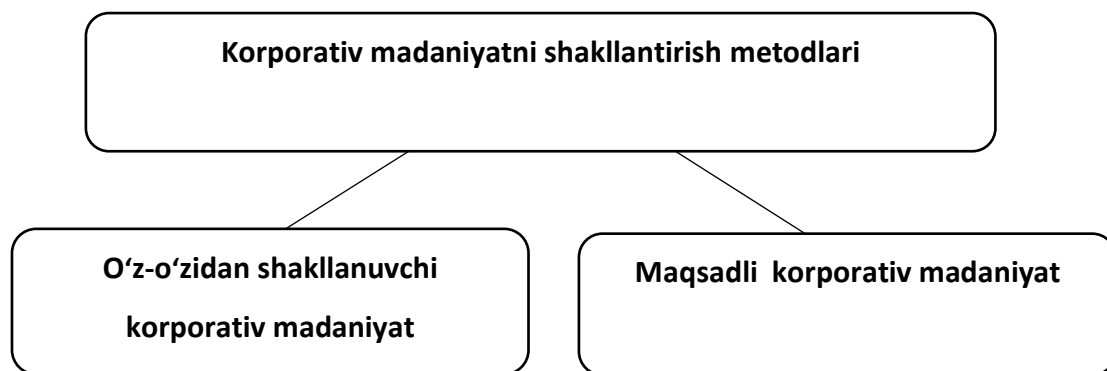 Korporativ madaniyatni shakllantirish metodlari
O‘z-o‘zidan shakllanuvchi
korporativ madaniyat
Maqsadli korporativ madaniyat